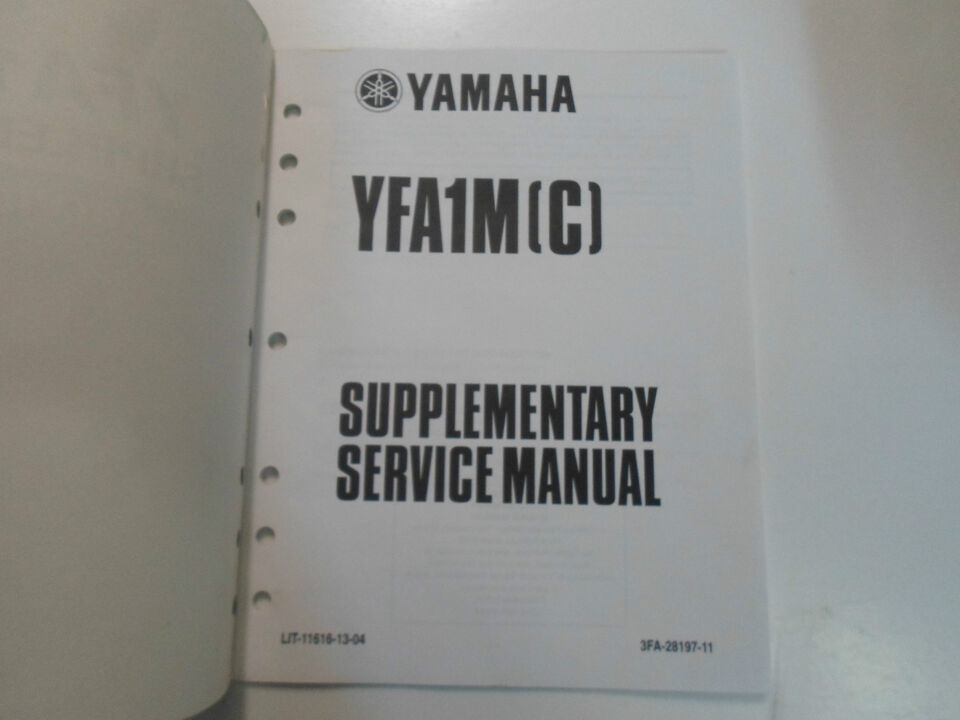 YAMAHA
YFA1M(C)
SUPPLEMENTARY
SERVICE MANUAL
LIT-11616-13-04
3FA-28197-11